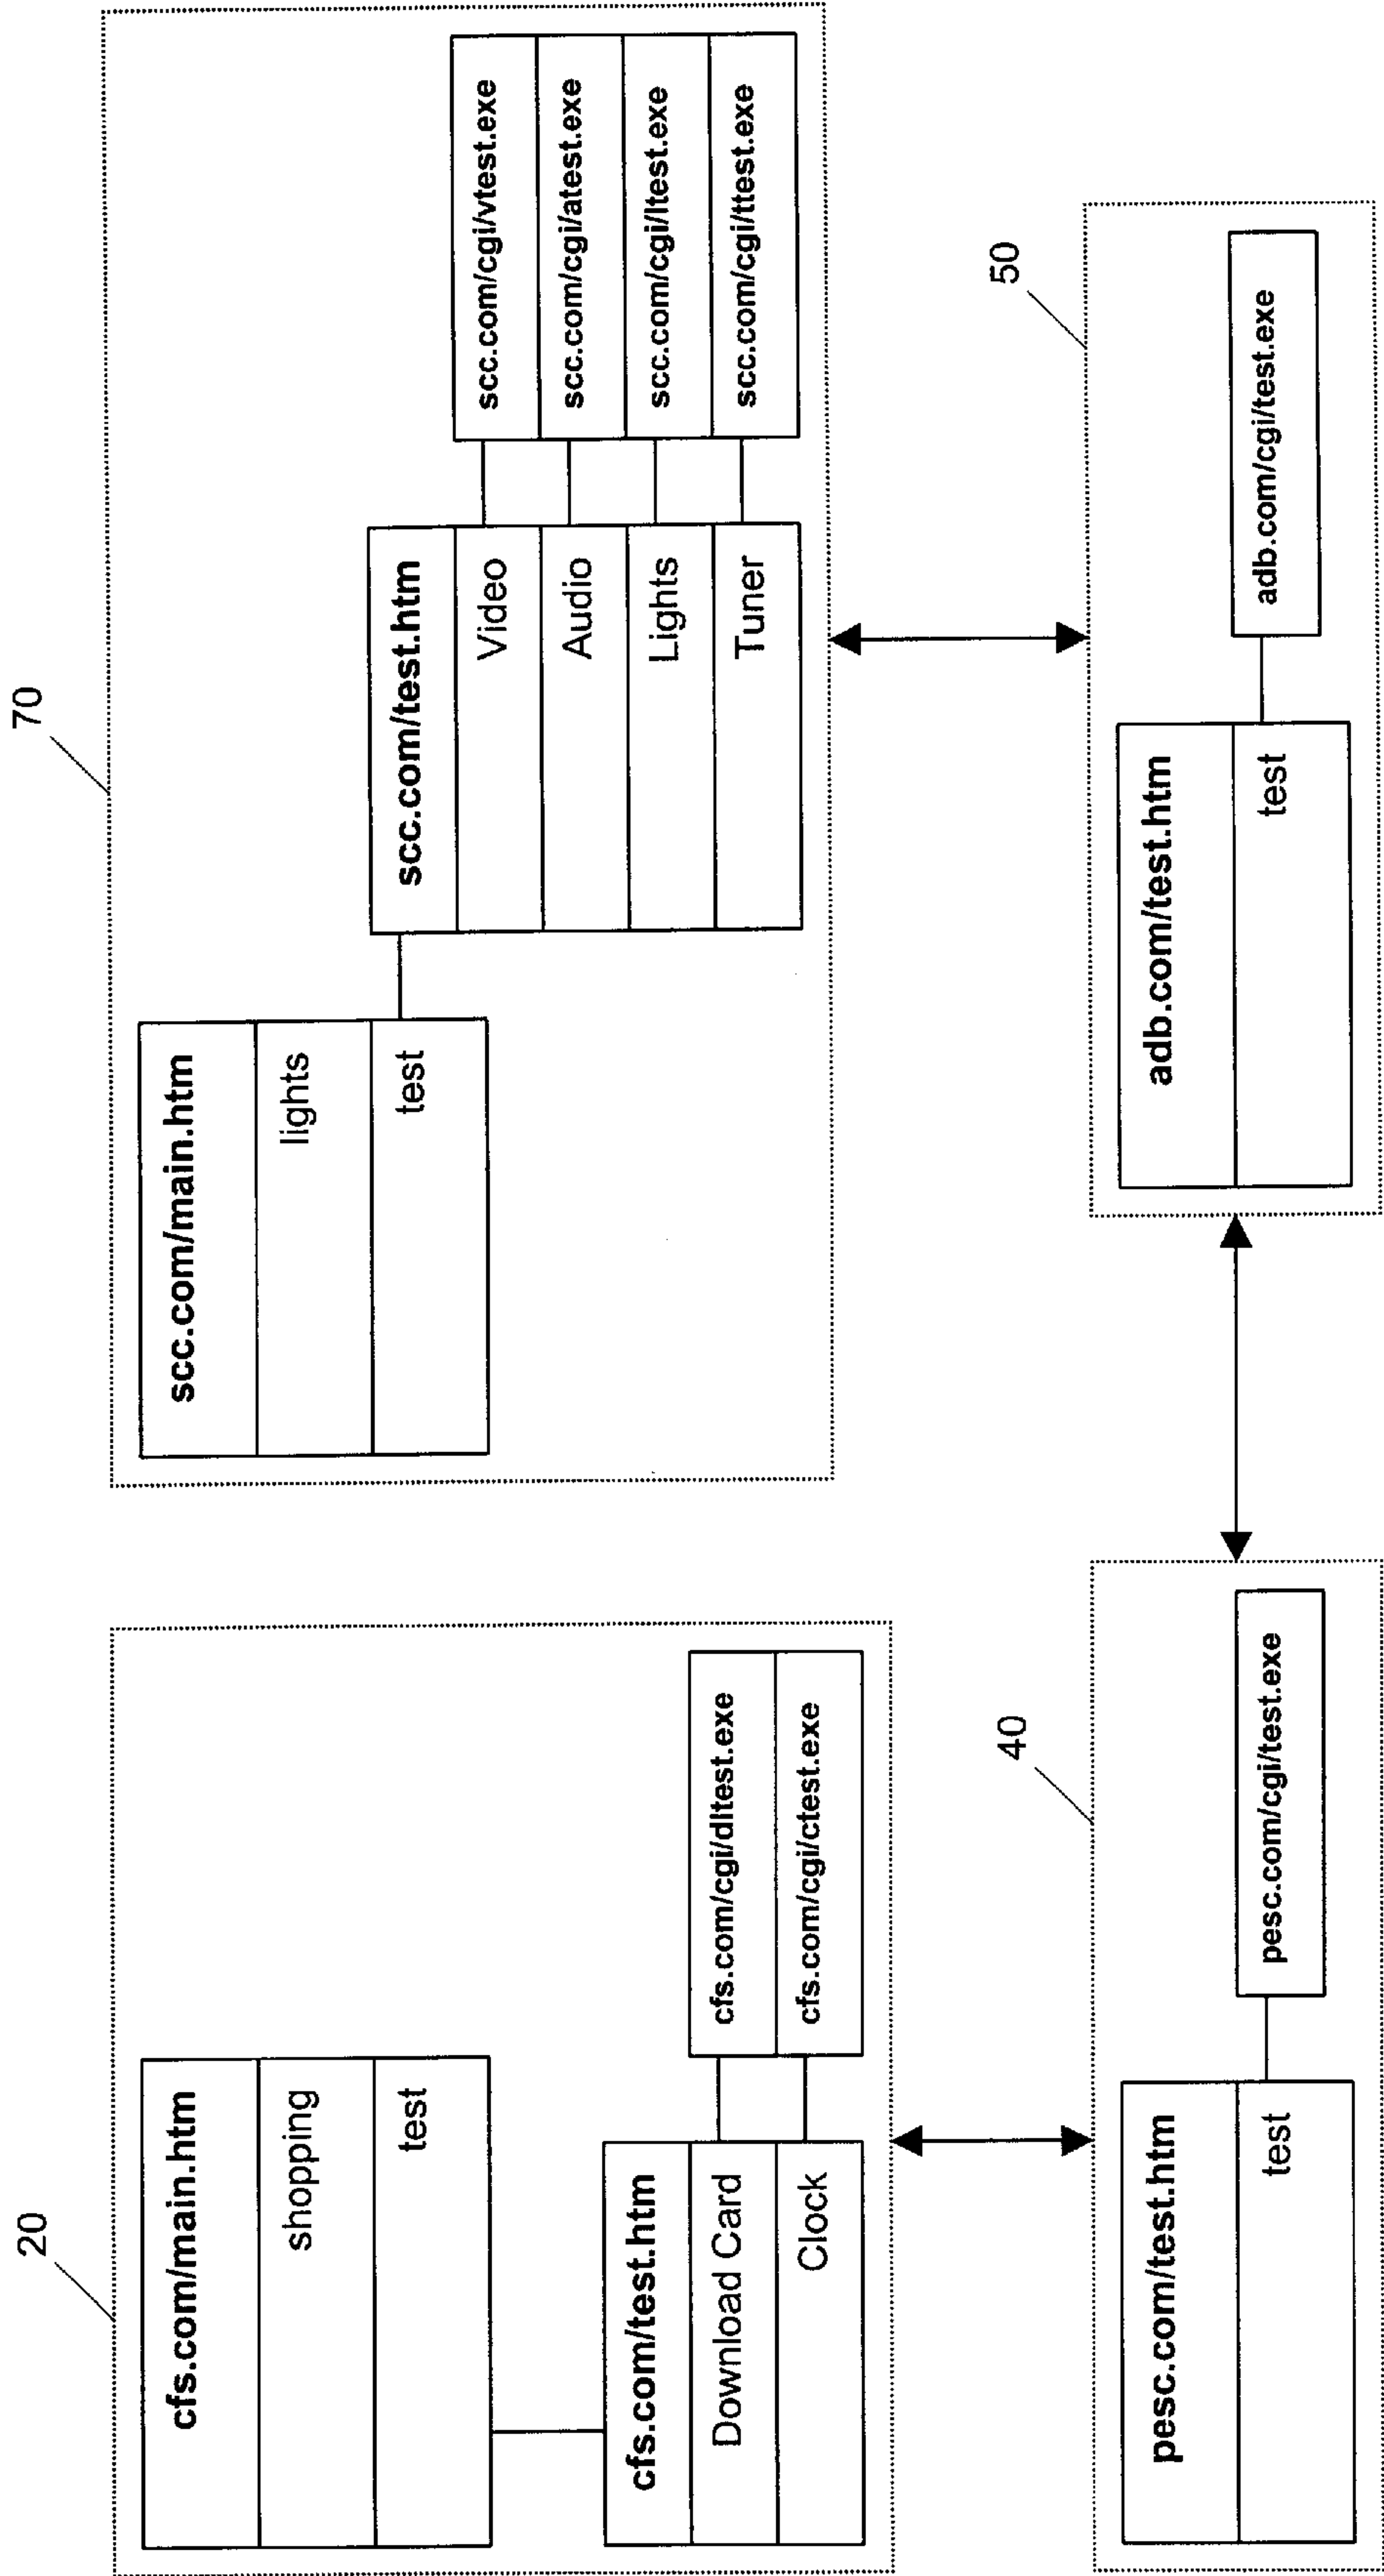 20
cfs.com/main.htm
shopping
test
cfs.com/test.htm
Download Card
Clock
cfs.com/cgi/dltest.exe
cfs.com/cgi/ctest.exe
70
scc.com/main.htm
lights
test
scc.com/test.htm
Video
Audio
Lights
Tuner
scc.com/cgi/vtest.exe
scc.com/cgi/atest.exe
scc.com/cgi/ltest.exe
scc.com/cgi/ttest.exe
40
pesc.com/test.htm
test
pesc.com/cgi/test.exe
50
adb.com/test.htm
test
adb.com/cgi/test.exe